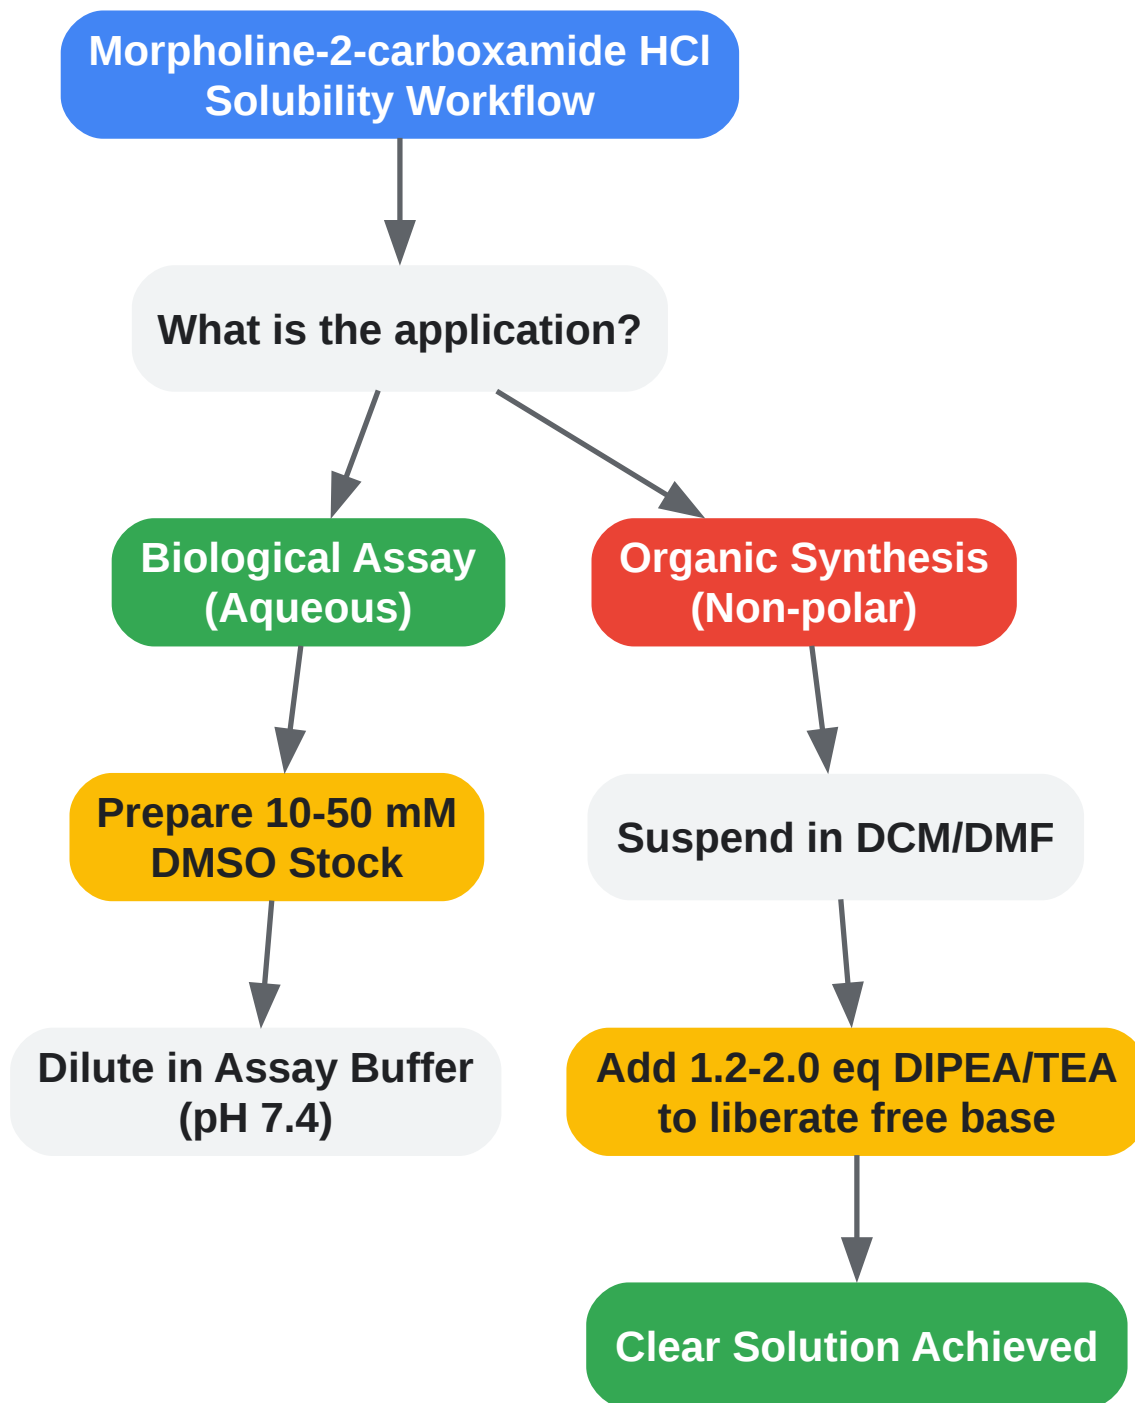 Morpholine-2-carboxamide HCl
Solubility Workflow
What is the application?
Biological Assay
(Aqueous)
Organic Synthesis
(Non-polar)
Prepare 10-50 mM
DMSO Stock
Suspend in DCM/DMF
Dilute in Assay Buffer
(pH 7.4)
Add 1.2-2.0 eq DIPEA/TEA
to liberate free base
Clear Solution Achieved